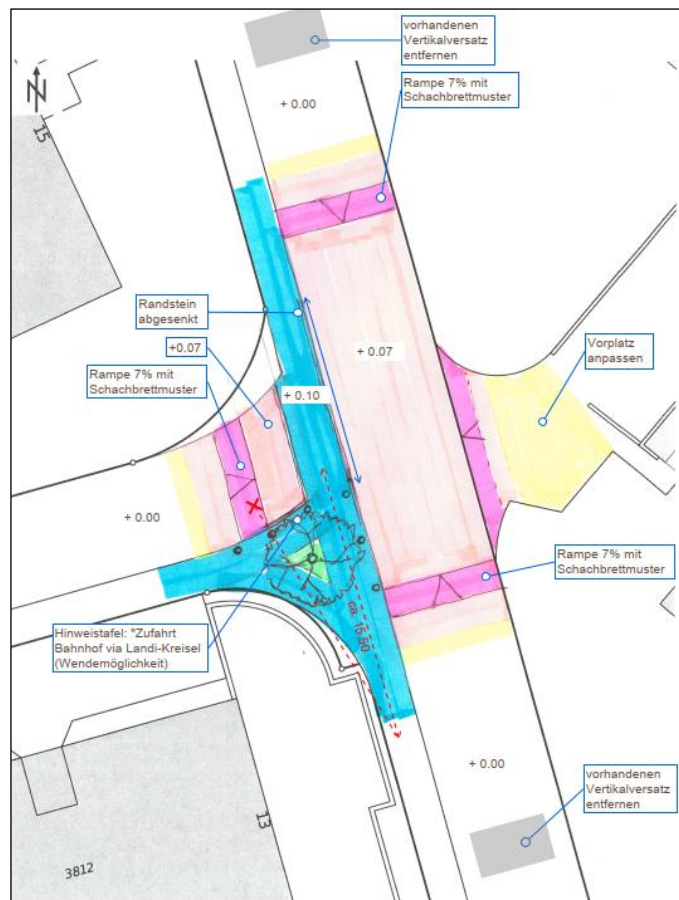 vorhandenen
Vertikalversatz
entfernen
N
+ 0.00
Rampe 7% mit
Schachbrettmuster
15
Randstein
abgesenkt
+0.07
+ 0.07
Vorplatz
anpassen
Rampe 7% mit
Schachbrettmuster
+ 0.10
+ 0.00
Rampe 7% mit
Schachbrettmuster
ca. 15.50
Hinweistafel: "Zufahrt
Bahnhof via Landi-Kreisel
(Wendemöglichkeit)
+ 0.00
vorhandenen
Vertikalversatz
entfernen
13
3812